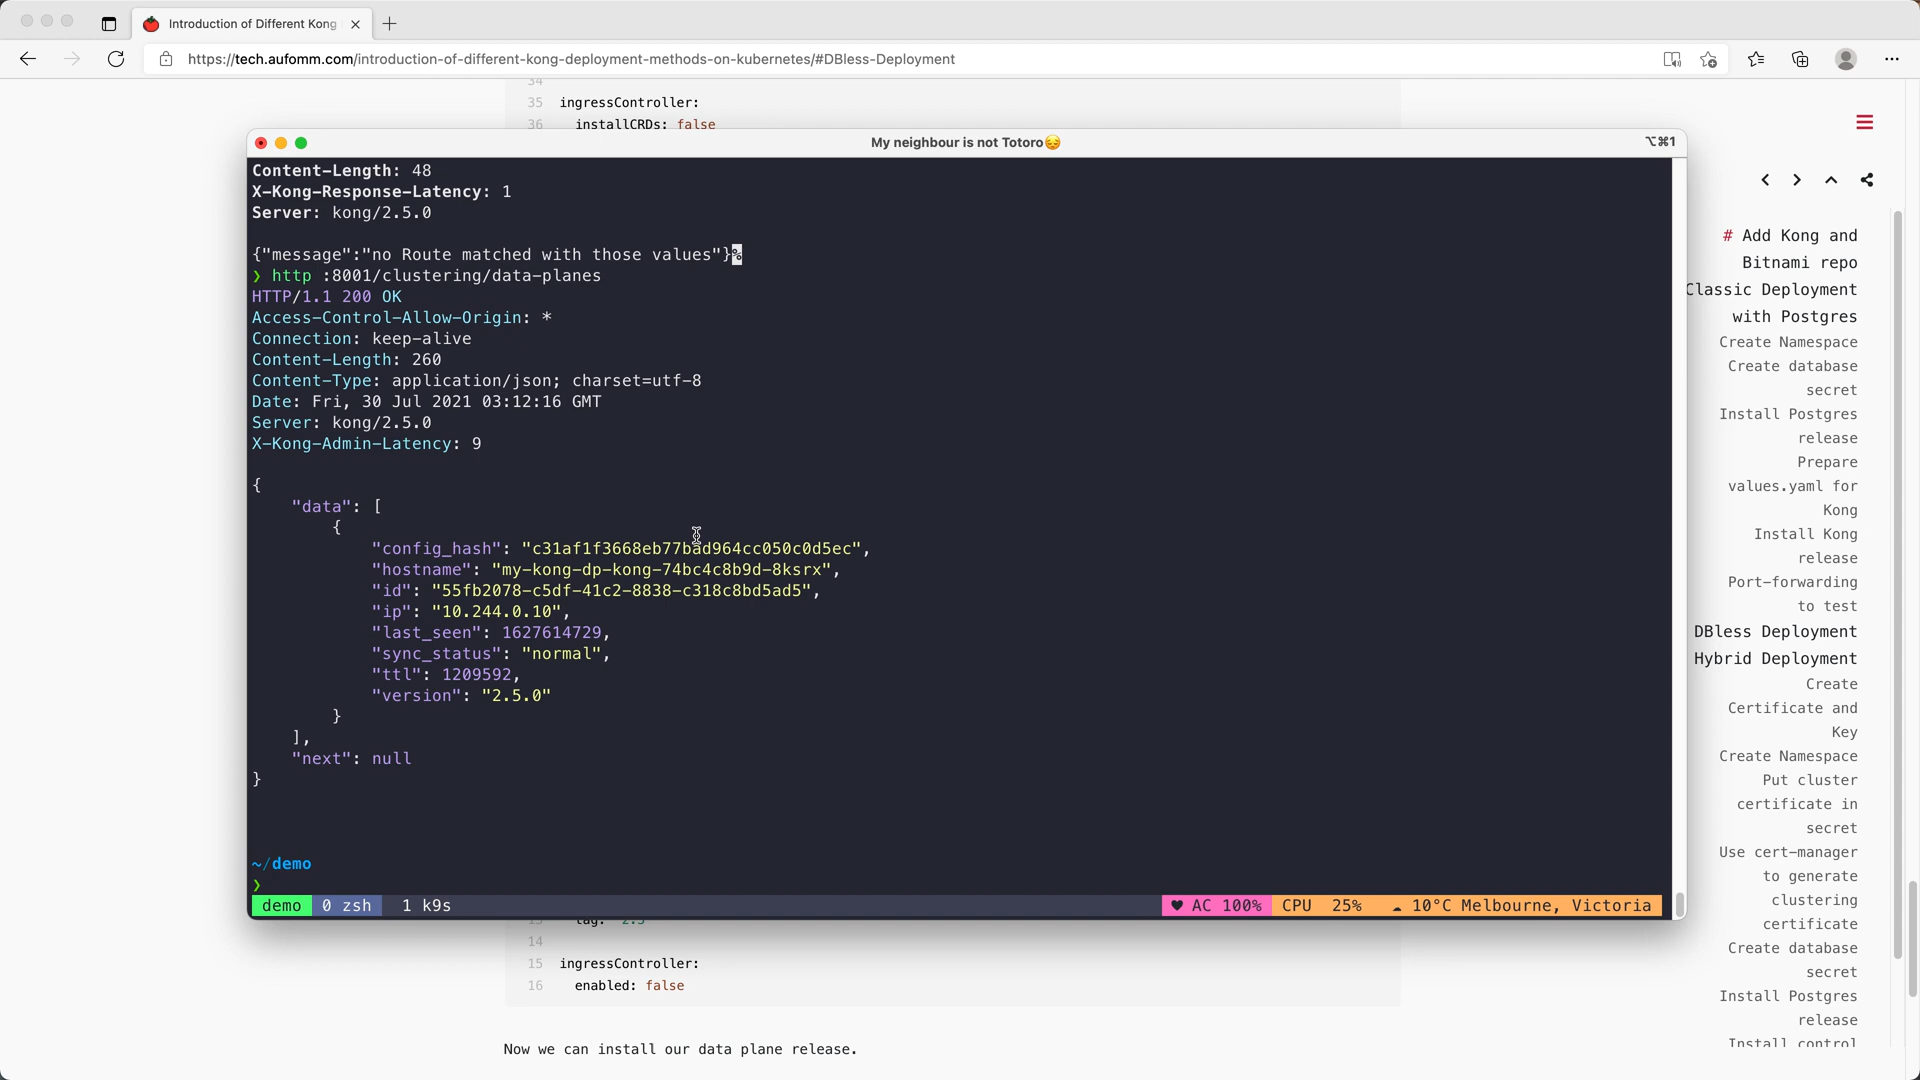 Introduction of Different Kong
https://tech.aufomm.com/introduction-of-different-kong-deployment-methods-on-kubernetes/#DBless-Deployment
34
35 ingressController:
36 installCRDs: false
My neighbour is not Totoro😔
⌥⌘1
Content-Length: 48
X-Kong-Response-Latency: 1
Server: kong/2.5.0
{"message":"no Route matched with those values"}%
❯ http :8001/clustering/data-planes
HTTP/1.1 200 OK
Access-Control-Allow-Origin: *
Connection: keep-alive
Content-Length: 260
Content-Type: application/json; charset=utf-8
Date: Fri, 30 Jul 2021 03:12:16 GMT
Server: kong/2.5.0
X-Kong-Admin-Latency: 9
{
"data": [
{
"config_hash": "c31af1f3668eb77bad964cc050c0d5ec",
"hostname": "my-kong-dp-kong-74bc4c8b9d-8ksrx",
"id": "55fb2078-c5df-41c2-8838-c318c8bd5ad5",
"ip": "10.244.0.10",
"last_seen": 1627614729,
"sync_status": "normal",
"ttl": 1209592,
"version": "2.5.0"
}
],
"next": null
}
~/demo
❯
demo 0 zsh 1 k9s
♥ AC 100% CPU 25% ☁ 10°C Melbourne, Victoria
13 tag: "2.5"
14
15 ingressController:
16 enabled: false
Now we can install our data plane release.
# Add Kong and
Bitnami repo
Classic Deployment
with Postgres
Create Namespace
Create database
secret
Install Postgres
release
Prepare
values.yaml for
Kong
Install Kong
release
Port-forwarding
to test
DBless Deployment
Hybrid Deployment
Create
Certificate and
Key
Create Namespace
Put cluster
certificate in
secret
Use cert-manager
to generate
clustering
certificate
Create database
secret
Install Postgres
release
Install control